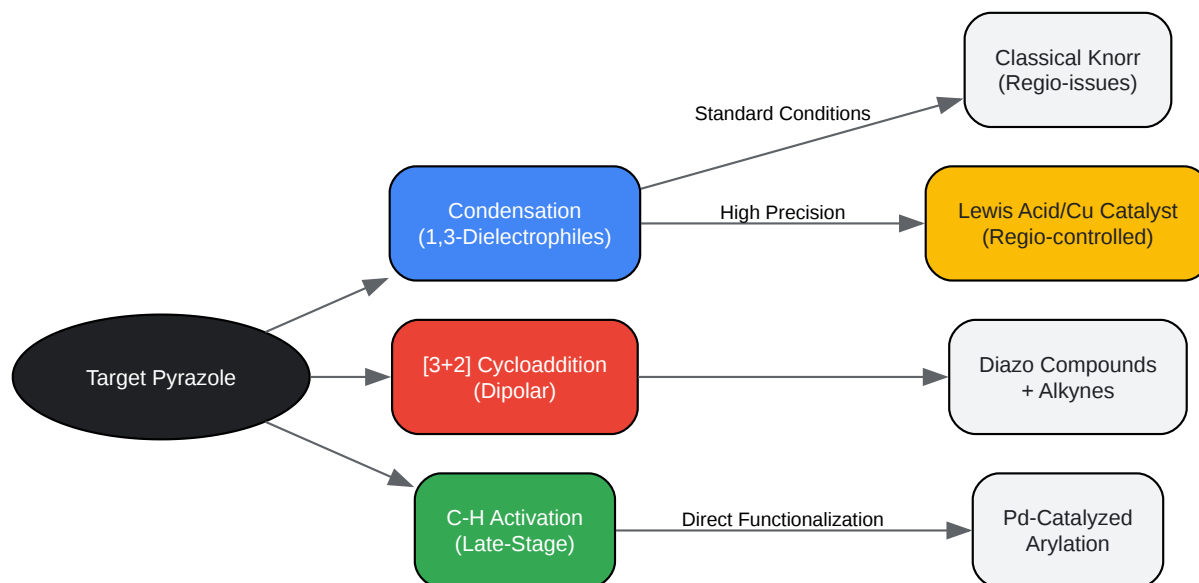 Classical Knorr
(Regio-issues)
Standard Conditions
Condensation
(1,3-Dielectrophiles)
High Precision
Lewis Acid/Cu Catalyst
(Regio-controlled)
Target Pyrazole
[3+2] Cycloaddition
(Dipolar)
Diazo Compounds
+ Alkynes
C-H Activation
(Late-Stage)
Direct Functionalization
Pd-Catalyzed
Arylation